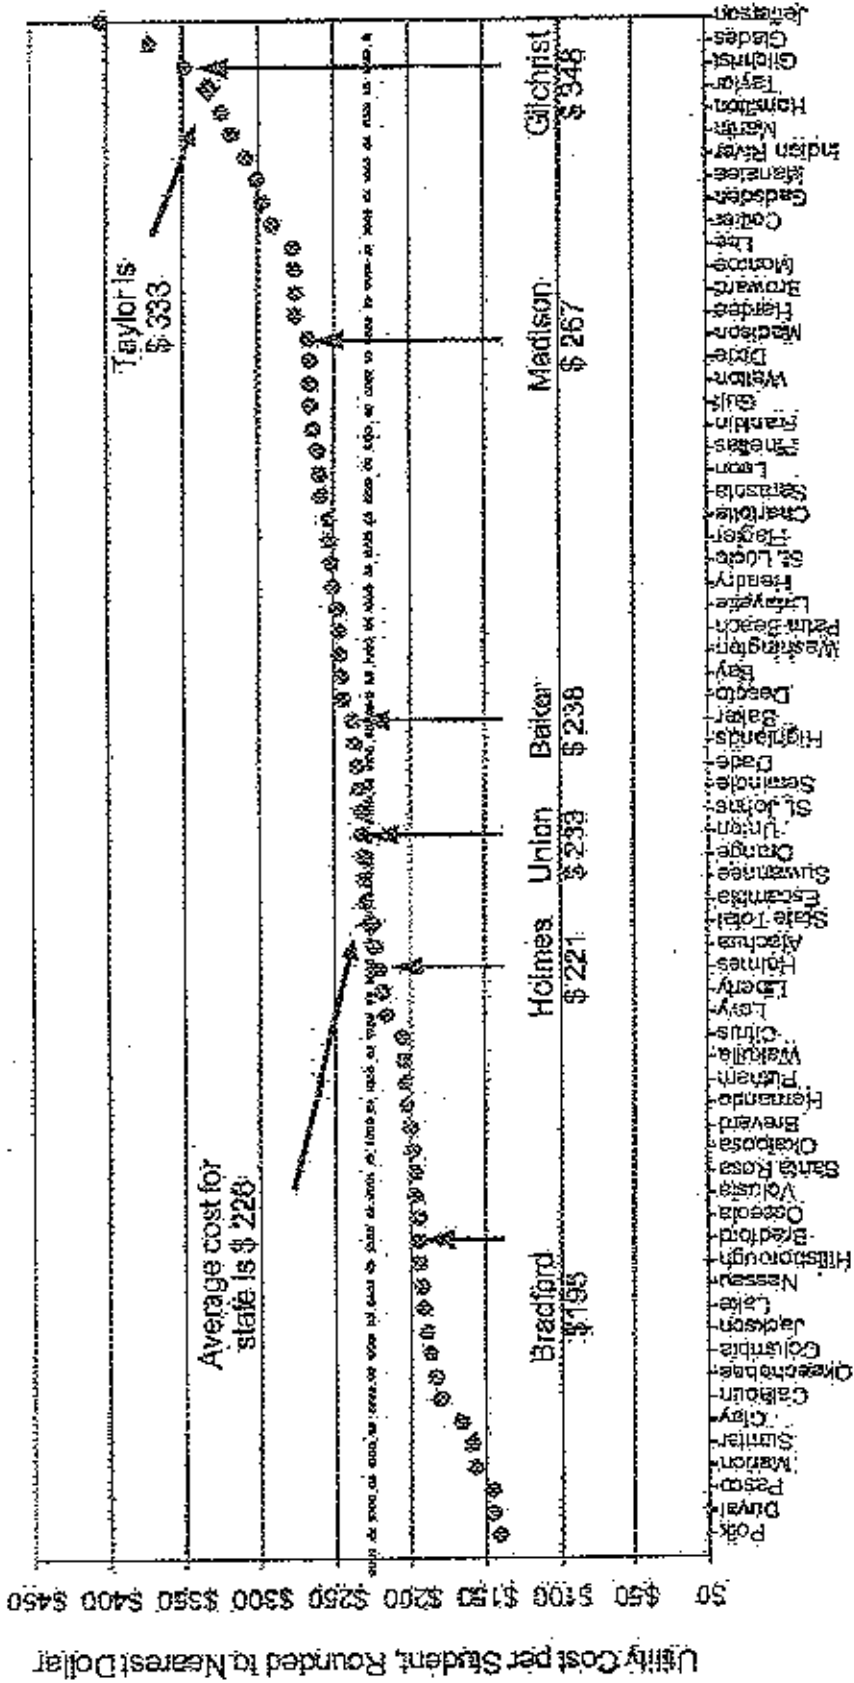 Utility Cost per Student, Rounded to Nearest Dollar
$450
$400
$350
$300
$250
$200
$150
$100
$50
$0
Average cost for
state is $ 226
Taylor is
$ 333
Bradford
$195
Holmes
$ 221
Union
$ 233
Baker
$ 238
Madison
$ 267
Gilchrist
$ 348
Polk
Duval
Pasco
Marion
Sumter
Clay
Calhoun
Okeechobee
Columbia
Jackson
Lake
Nassau
Hillsborough
Bradford
Osceola
Volusia
Santa Rosa
Okaloosa
Brevard
Hernando
Putnam
Wakulla
Citrus
Levy
Liberty
Holmes
Alachua
State Total
Escambia
Suwannee
Orange
Union
St. Johns
Seminole
Dade
Highlands
Baker
Desoto
Bay
Washington
Palm Beach
Lafayette
Hendry
St. Lucie
Flagler
Charlotte
Sarasota
Leon
Pinellas
Franklin
Gulf
Walton
Dixie
Madison
Hardee
Broward
Monroe
Lee
Collier
Gadsden
Manatee
Indian River
Martin
Hamilton
Taylor
Gilchrist
Glades
Jefferson